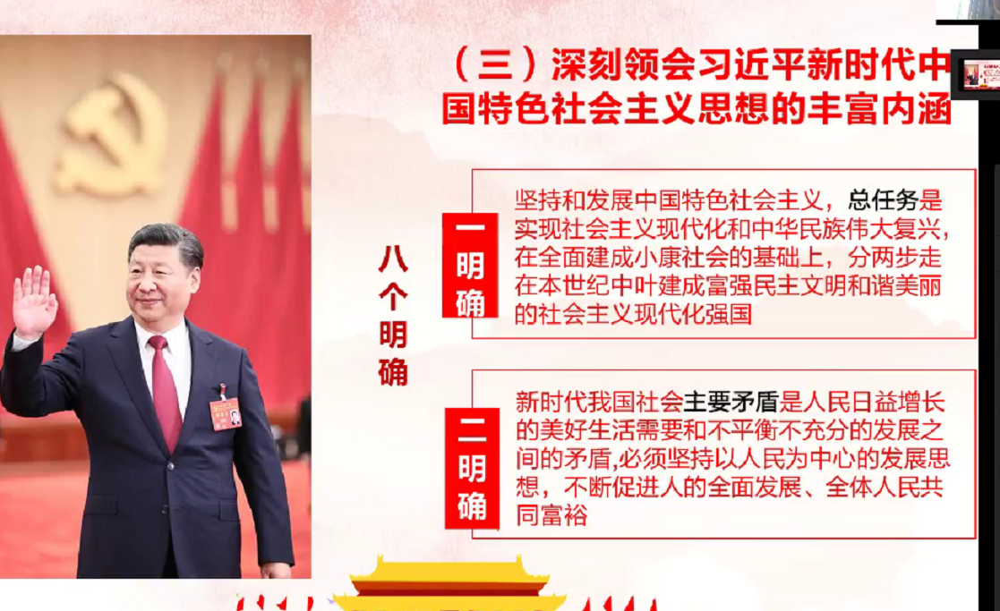 （三）深刻领会习近平新时代中
国特色社会主义思想的丰富内涵
八个明确
一明确
坚持和发展中国特色社会主义，总任务是
实现社会主义现代化和中华民族伟大复兴，
在全面建成小康社会的基础上，分两步走
在本世纪中叶建成富强民主文明和谐美丽
的社会主义现代化强国
二明确
新时代我国社会主要矛盾是人民日益增长
的美好生活需要和不平衡不充分的发展之
间的矛盾,必须坚持以人民为中心的发展思
想，不断促进人的全面发展、全体人民共
同富裕